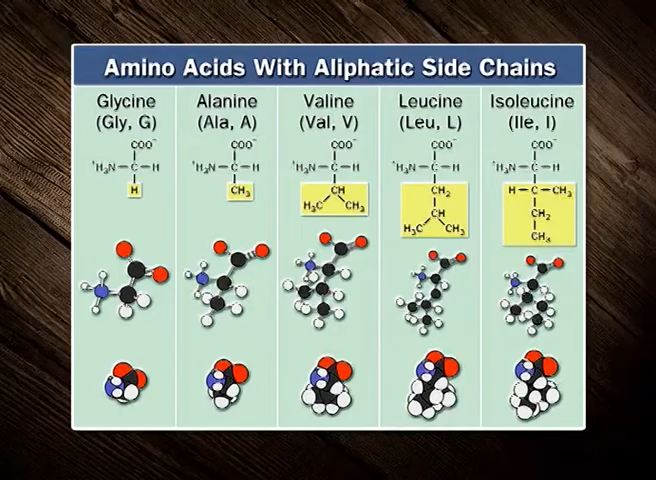 Amino Acids With Aliphatic Side Chains
Glycine
(Gly, G)
COO⁻
⁺H₃N—C—H
H
Alanine
(Ala, A)
COO⁻
⁺H₃N—C—H
CH₃
Valine
(Val, V)
COO⁻
⁺H₃N—C—H
CH
H₃C CH₃
Leucine
(Leu, L)
COO⁻
⁺H₃N—C—H
CH₂
CH
H₃C CH₃
Isoleucine
(Ile, I)
COO⁻
⁺H₃N—C—H
H—C—CH₃
CH₂
CH₃